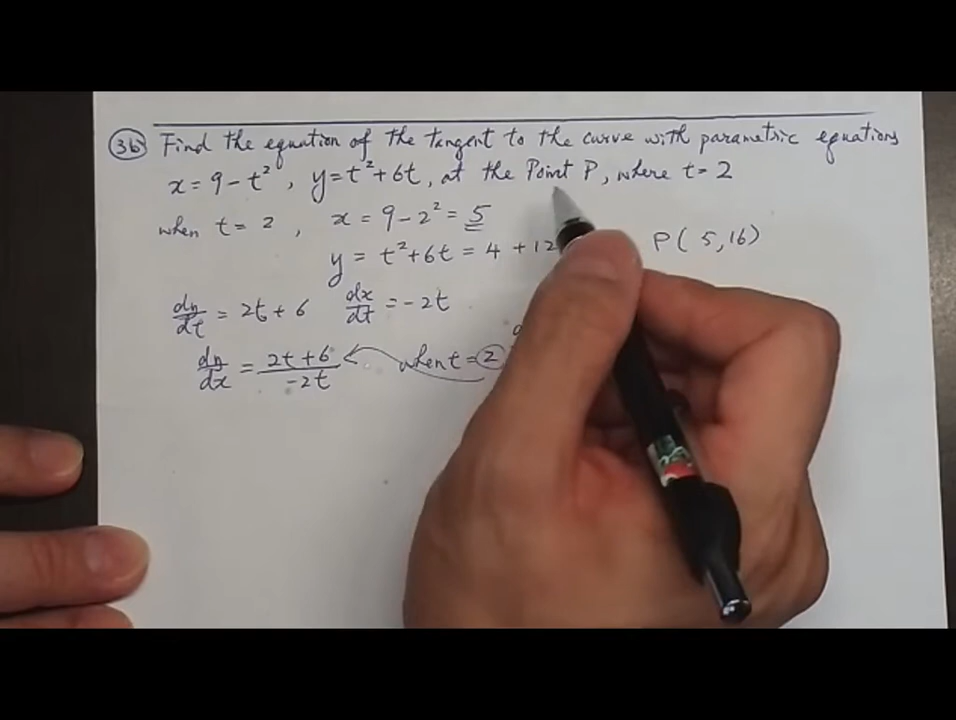 3b Find the equation of the tangent to the curve with parametric equations
x = 9 - t², y = t² + 6t, at the Point P, where t = 2
when t = 2, x = 9 - 2² = 5
y = t² + 6t = 4 + 12 P(5,16)
dy/dt = 2t + 6 dx/dt = -2t
dy/dx = (2t + 6)/(-2t) when t = 2